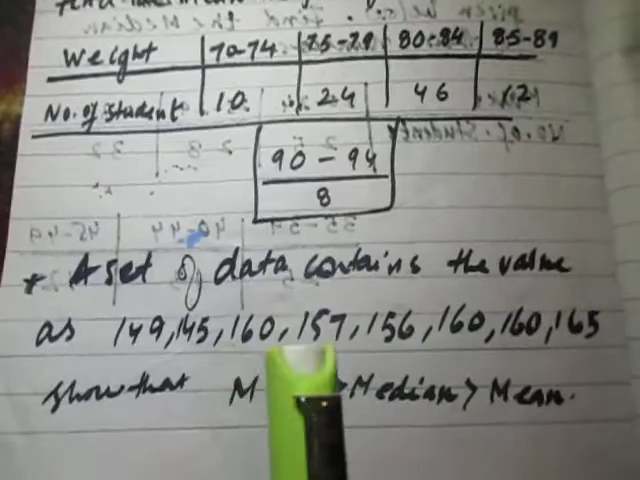 Weight 70-74 75-79 80-84 85-89
No. of student 10 24 46 12
90 - 94
8
* A set of data contains the value
as 149, 145, 160, 157, 156, 160, 160, 165
show that M > Median > Mean.